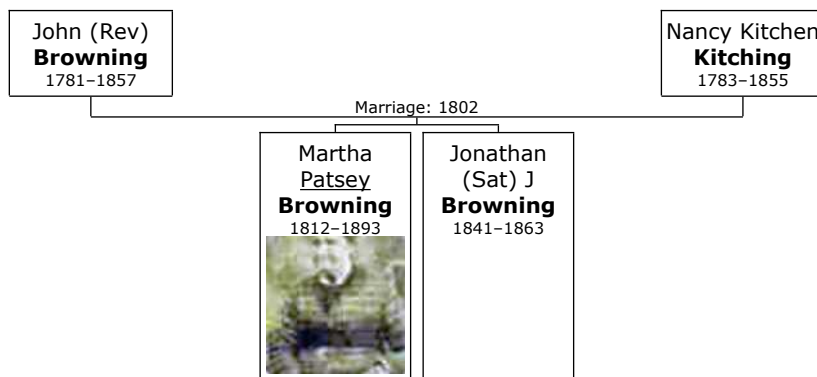 John (Rev)
Browning
1781–1857
Nancy Kitchen
Kitching
1783–1855
Marriage: 1802
Martha
Patsey
Browning
1812–1893
Jonathan
(Sat) J
Browning
1841–1863